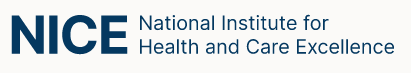 NICE
National Institute for
Health and Care Excellence